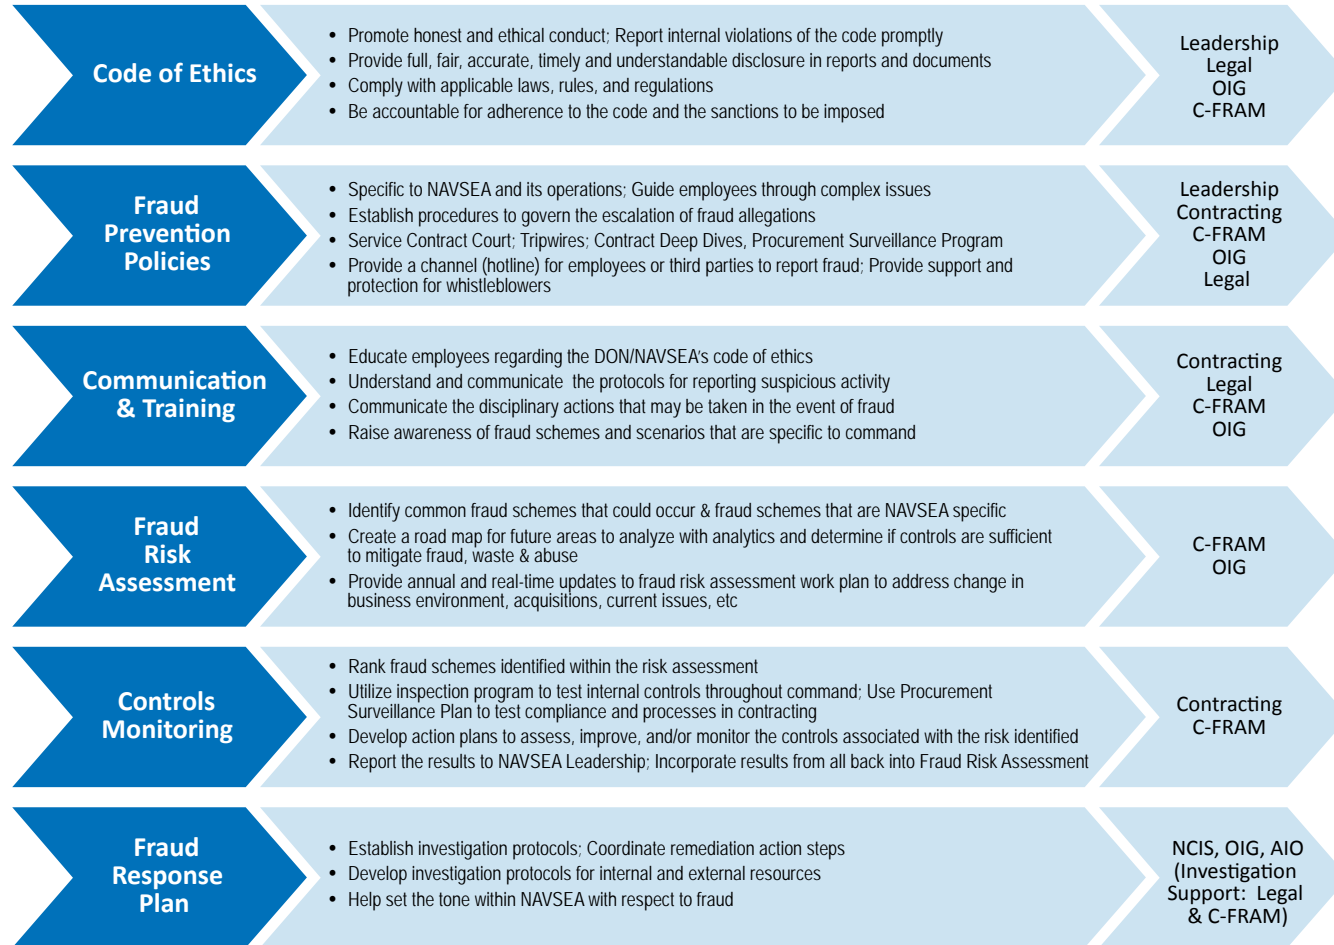 Code of Ethics
• Promote honest and ethical conduct; Report internal violations of the code promptly
• Provide full, fair, accurate, timely and understandable disclosure in reports and documents
• Comply with applicable laws, rules, and regulations
• Be accountable for adherence to the code and the sanctions to be imposed
Leadership
Legal
OIG
C-FRAM
Fraud
Prevention
Policies
• Specific to NAVSEA and its operations; Guide employees through complex issues
• Establish procedures to govern the escalation of fraud allegations
• Service Contract Court; Tripwires; Contract Deep Dives, Procurement Surveillance Program
• Provide a channel (hotline) for employees or third parties to report fraud; Provide support and
protection for whistleblowers
Leadership
Contracting
C-FRAM
OIG
Legal
Communication
& Training
• Educate employees regarding the DON/NAVSEA's code of ethics
• Understand and communicate the protocols for reporting suspicious activity
• Communicate the disciplinary actions that may be taken in the event of fraud
• Raise awareness of fraud schemes and scenarios that are specific to command
Contracting
Legal
C-FRAM
OIG
Fraud
Risk
Assessment
• Identify common fraud schemes that could occur & fraud schemes that are NAVSEA specific
• Create a road map for future areas to analyze with analytics and determine if controls are sufficient
to mitigate fraud, waste & abuse
• Provide annual and real-time updates to fraud risk assessment work plan to address change in
business environment, acquisitions, current issues, etc
C-FRAM
OIG
Controls
Monitoring
• Rank fraud schemes identified within the risk assessment
• Utilize inspection program to test internal controls throughout command; Use Procurement
Surveillance Plan to test compliance and processes in contracting
• Develop action plans to assess, improve, and/or monitor the controls associated with the risk identified
• Report the results to NAVSEA Leadership; Incorporate results from all back into Fraud Risk Assessment
Contracting
C-FRAM
Fraud
Response
Plan
• Establish investigation protocols; Coordinate remediation action steps
• Develop investigation protocols for internal and external resources
• Help set the tone within NAVSEA with respect to fraud
NCIS, OIG, AIO
(Investigation
Support: Legal
& C-FRAM)